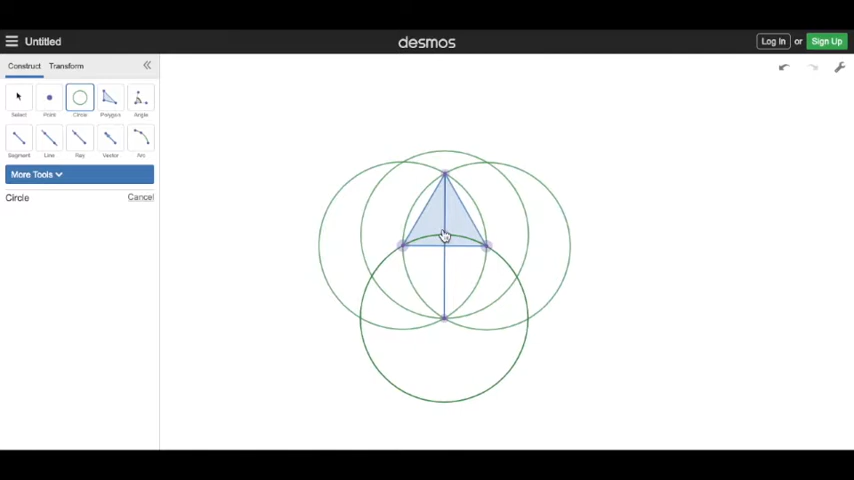 Untitled
desmos
Log In or Sign Up
Construct Transform
Select Point Circle Polygon Angle
Segment Line Ray Vector Arc
More Tools
Circle Cancel